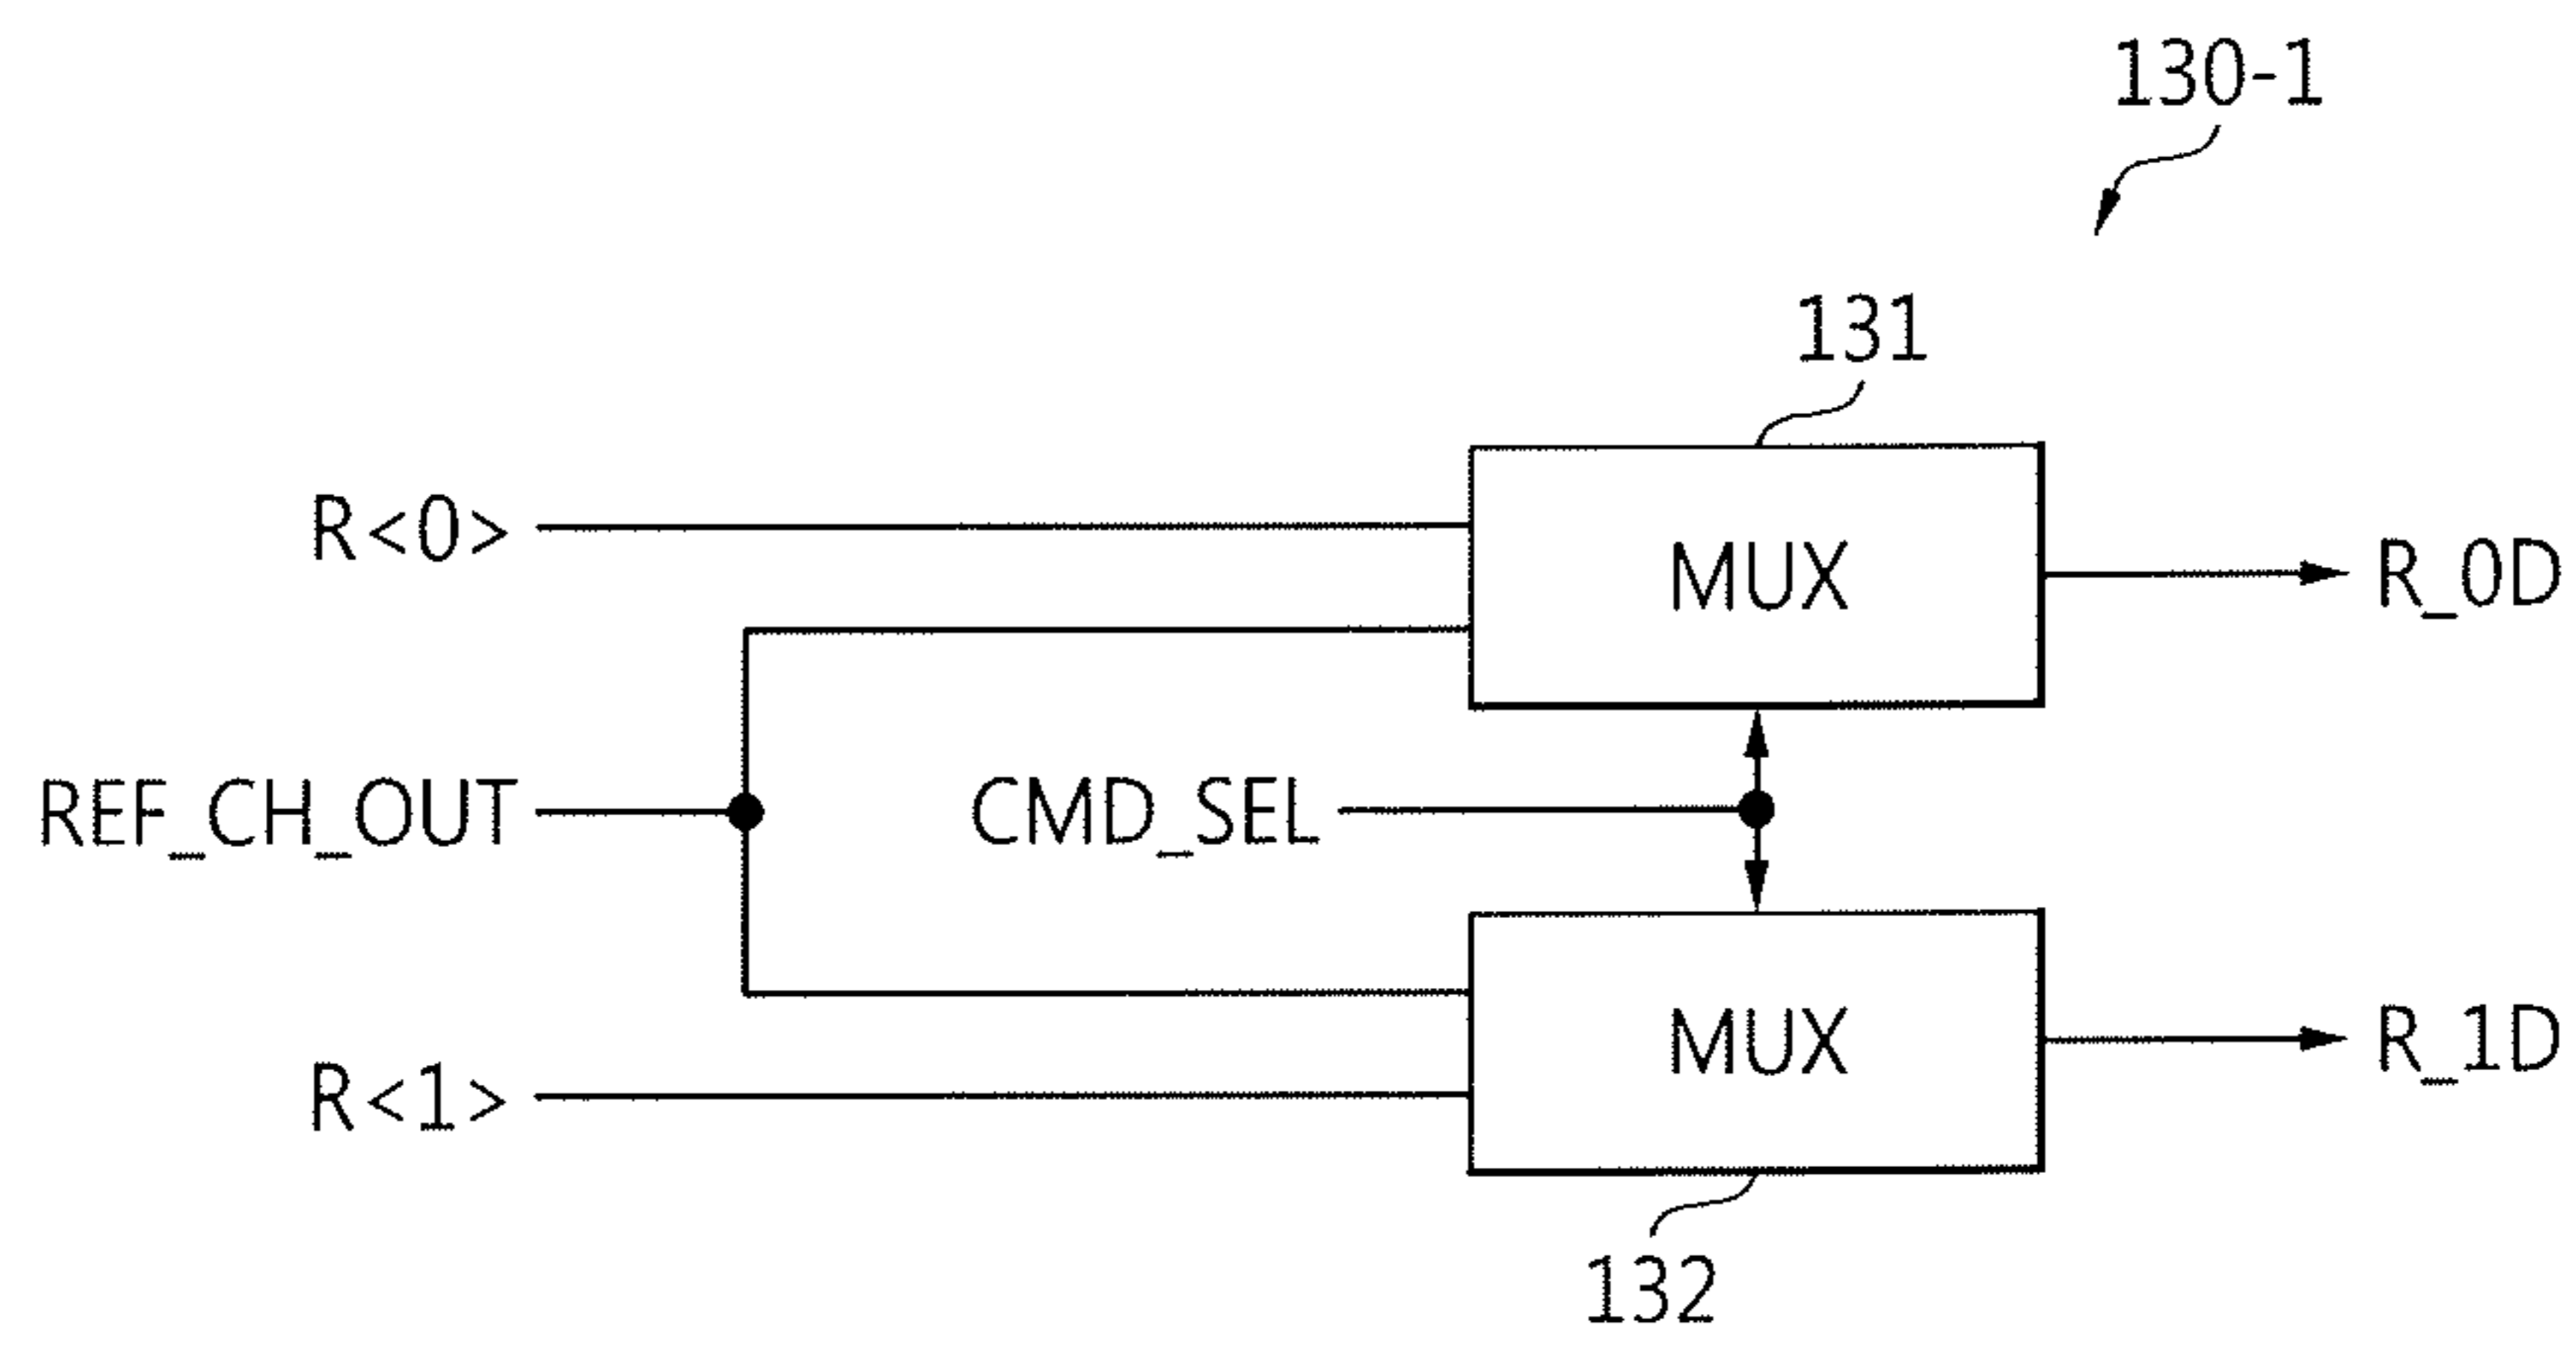 130-1
131
R<0>
MUX
R_0D
REF_CH_OUT
CMD_SEL
MUX
R_1D
R<1>
132